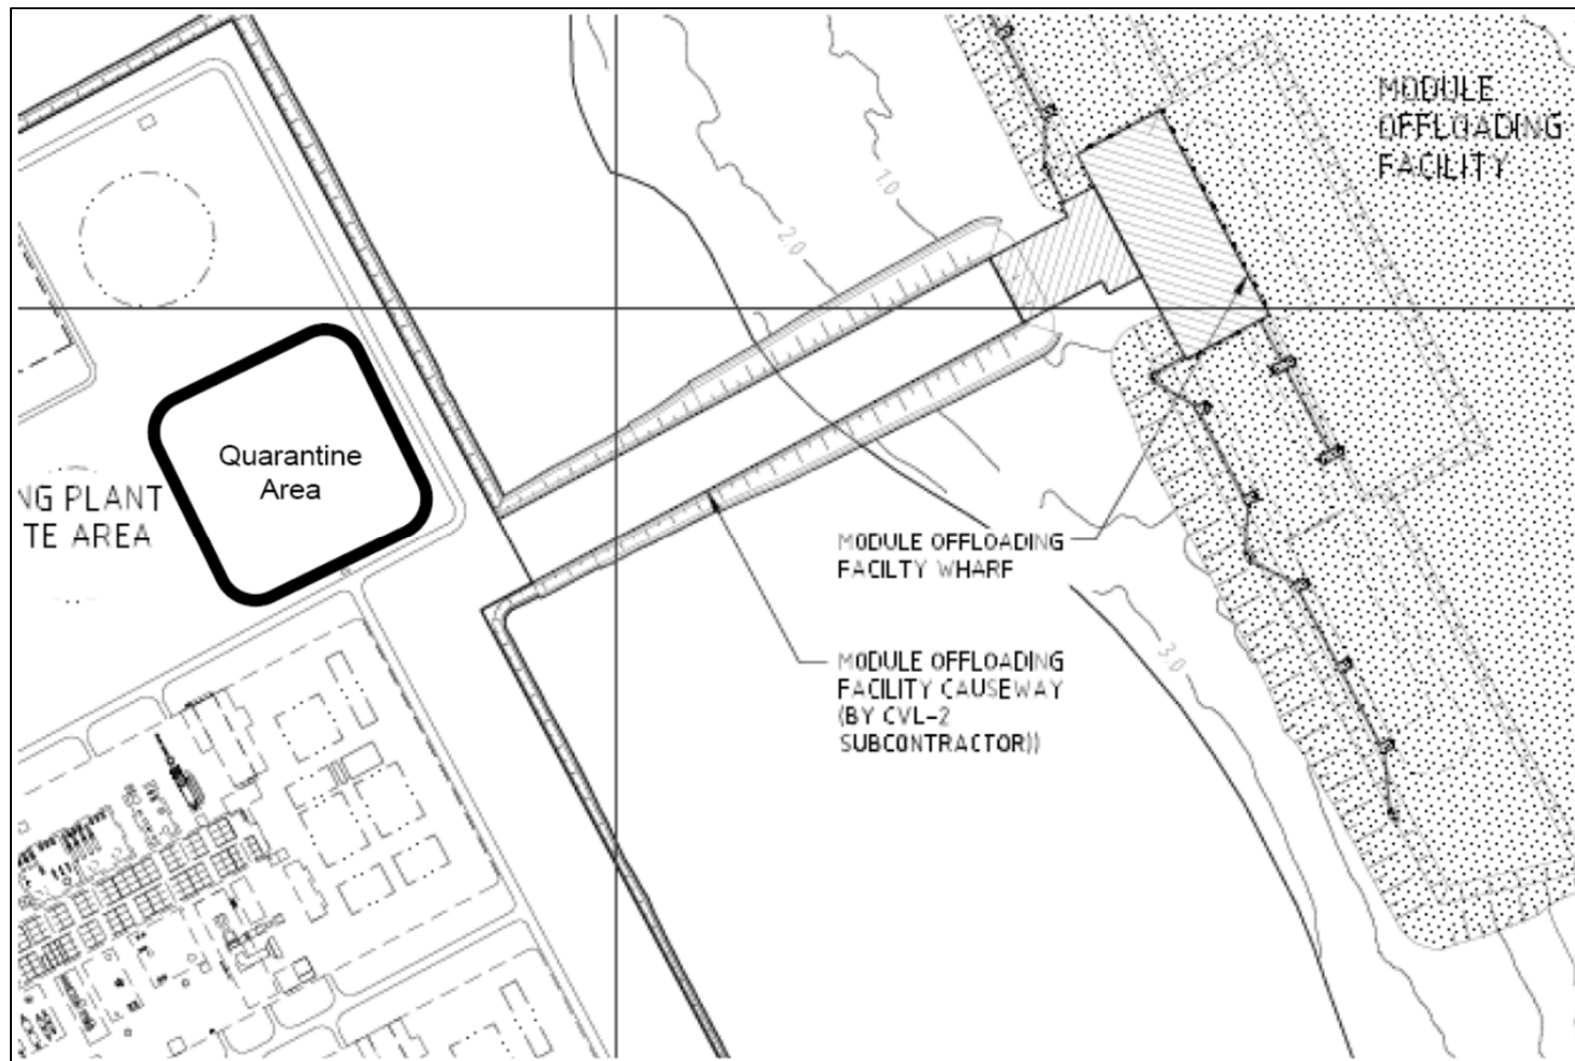 MODULE
OFFLOADING
FACILITY
2.0
1.0
Quarantine
Area
NG PLANT
TE AREA
MODULE OFFLOADING
FACILTY WHARF
MODULE OFFLOADING
FACILITY CAUSEWAY
(BY CVL-2
SUBCONTRACTOR))
3.0